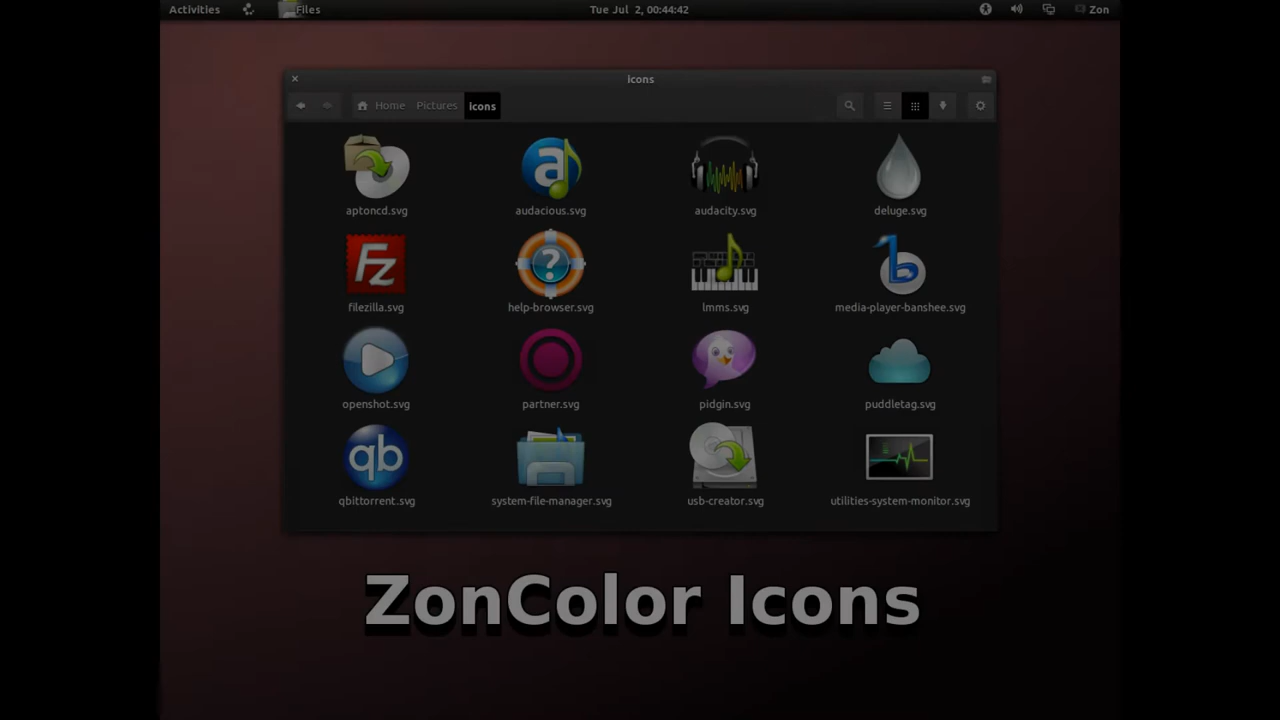 Activities Files Tue Jul 2, 00:44:42 Zon
Icons
Home Pictures icons
a
aptoncd.svg audacious.svg audacity.svg deluge.svg
Fz ? b
filezilla.svg help-browser.svg lmms.svg media-player-banshee.svg
openshot.svg partner.svg pidgin.svg puddletag.svg
qb
qbittorrent.svg system-file-manager.svg usb-creator.svg utilities-system-monitor.svg
ZonColor Icons